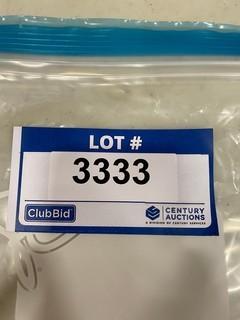 LOT #
3333
ClubBid
CENTURY
AUCTIONS
A DIVISION OF CENTURY SERVICES